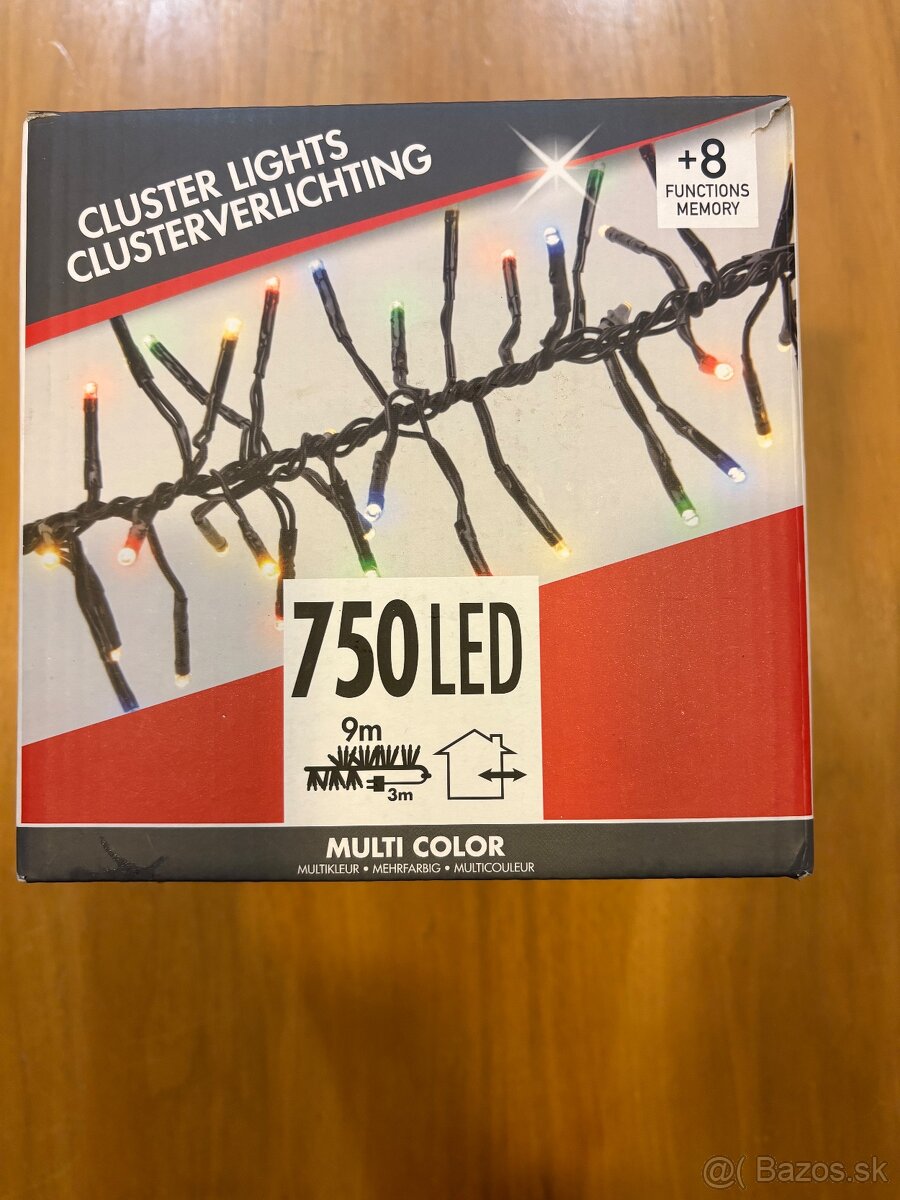 CLUSTER LIGHTS
CLUSTERVERLICHTING
+8
FUNCTIONS
MEMORY
750 LED
9m
3m
MULTI COLOR
MULTIKLEUR • MEHRFARBIG • MULTICOULEUR
@( Bazos.sk